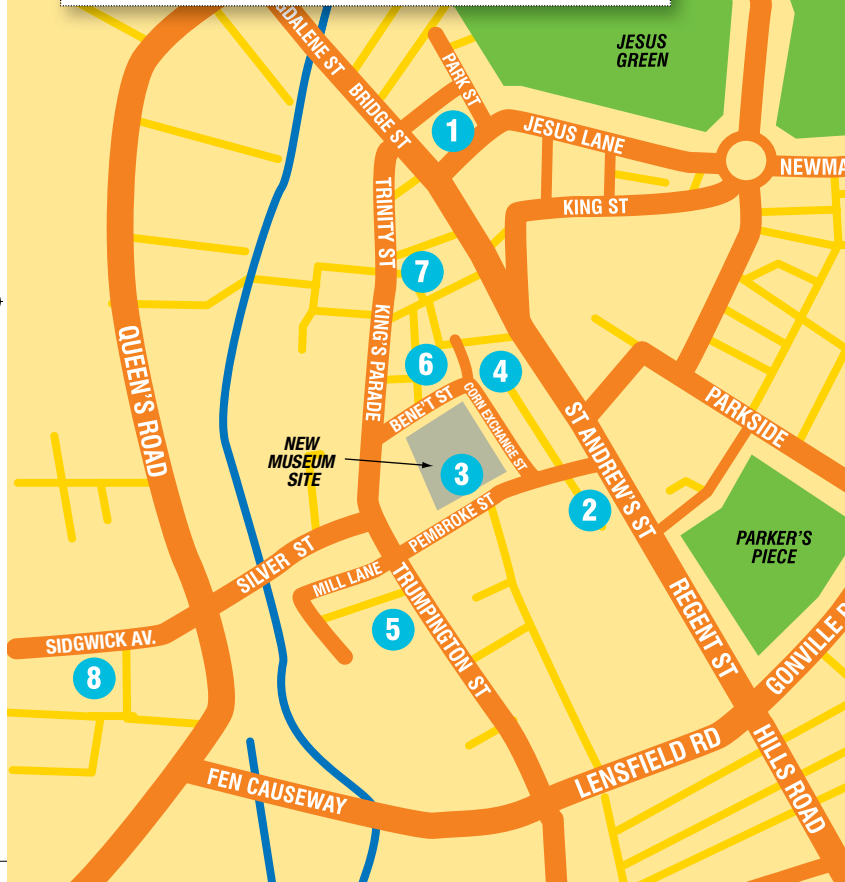 GDALENE ST
BRIDGE ST
PARK ST
JESUS
GREEN
1
JESUS LANE
NEWMA
KING ST
TRINITY ST
7
KING'S PARADE
QUEEN'S ROAD
6
4
BENE'T ST
CORN EXCHANGE ST
ST ANDREW'S ST
PARKSIDE
NEW
MUSEUM
SITE
3
2
PEMBROKE ST
PARKER'S
PIECE
SILVER ST
MILL LANE
TRUMPINGTON ST
REGENT ST
5
SIDGWICK AV.
8
GONVILLE P
LENSFIELD RD
HILLS ROAD
FEN CAUSEWAY